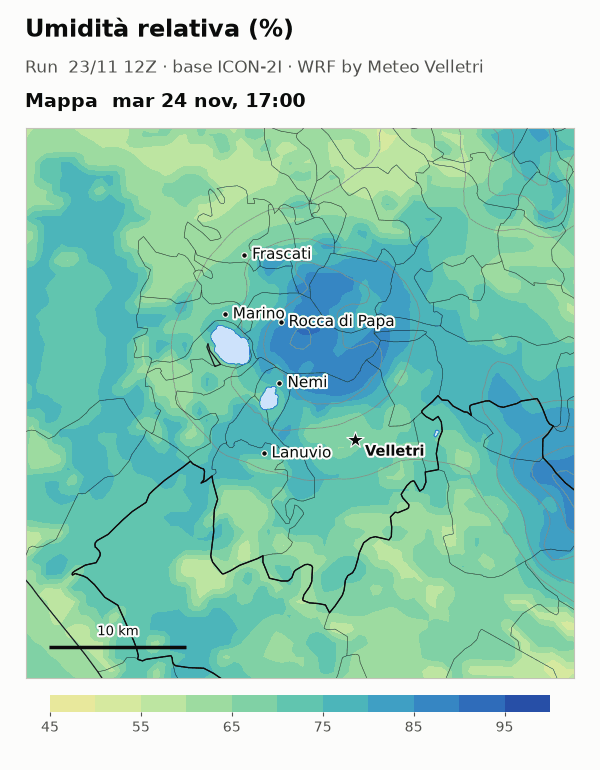 Umidità relativa (%)
Run  23/11 12Z · base ICON-2I · WRF by Meteo Velletri
Mappa  mar 24 nov, 17:00
Frascati
Marino
Rocca di Papa
Nemi
Velletri
Lanuvio
10 km
45 55 65 75 85 95